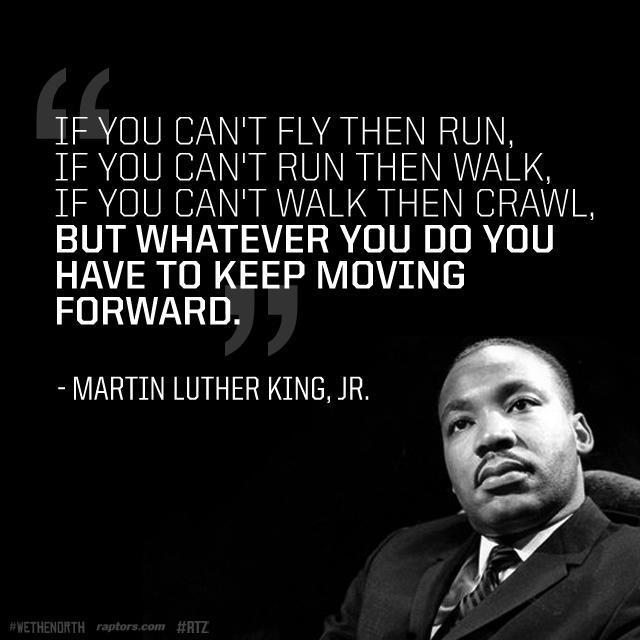 “
IF YOU CAN'T FLY THEN RUN,
IF YOU CAN'T RUN THEN WALK,
IF YOU CAN'T WALK THEN CRAWL,
BUT WHATEVER YOU DO YOU
HAVE TO KEEP MOVING
FORWARD.
”
- MARTIN LUTHER KING, JR.
#WETHENORTH raptors.com #RTZ